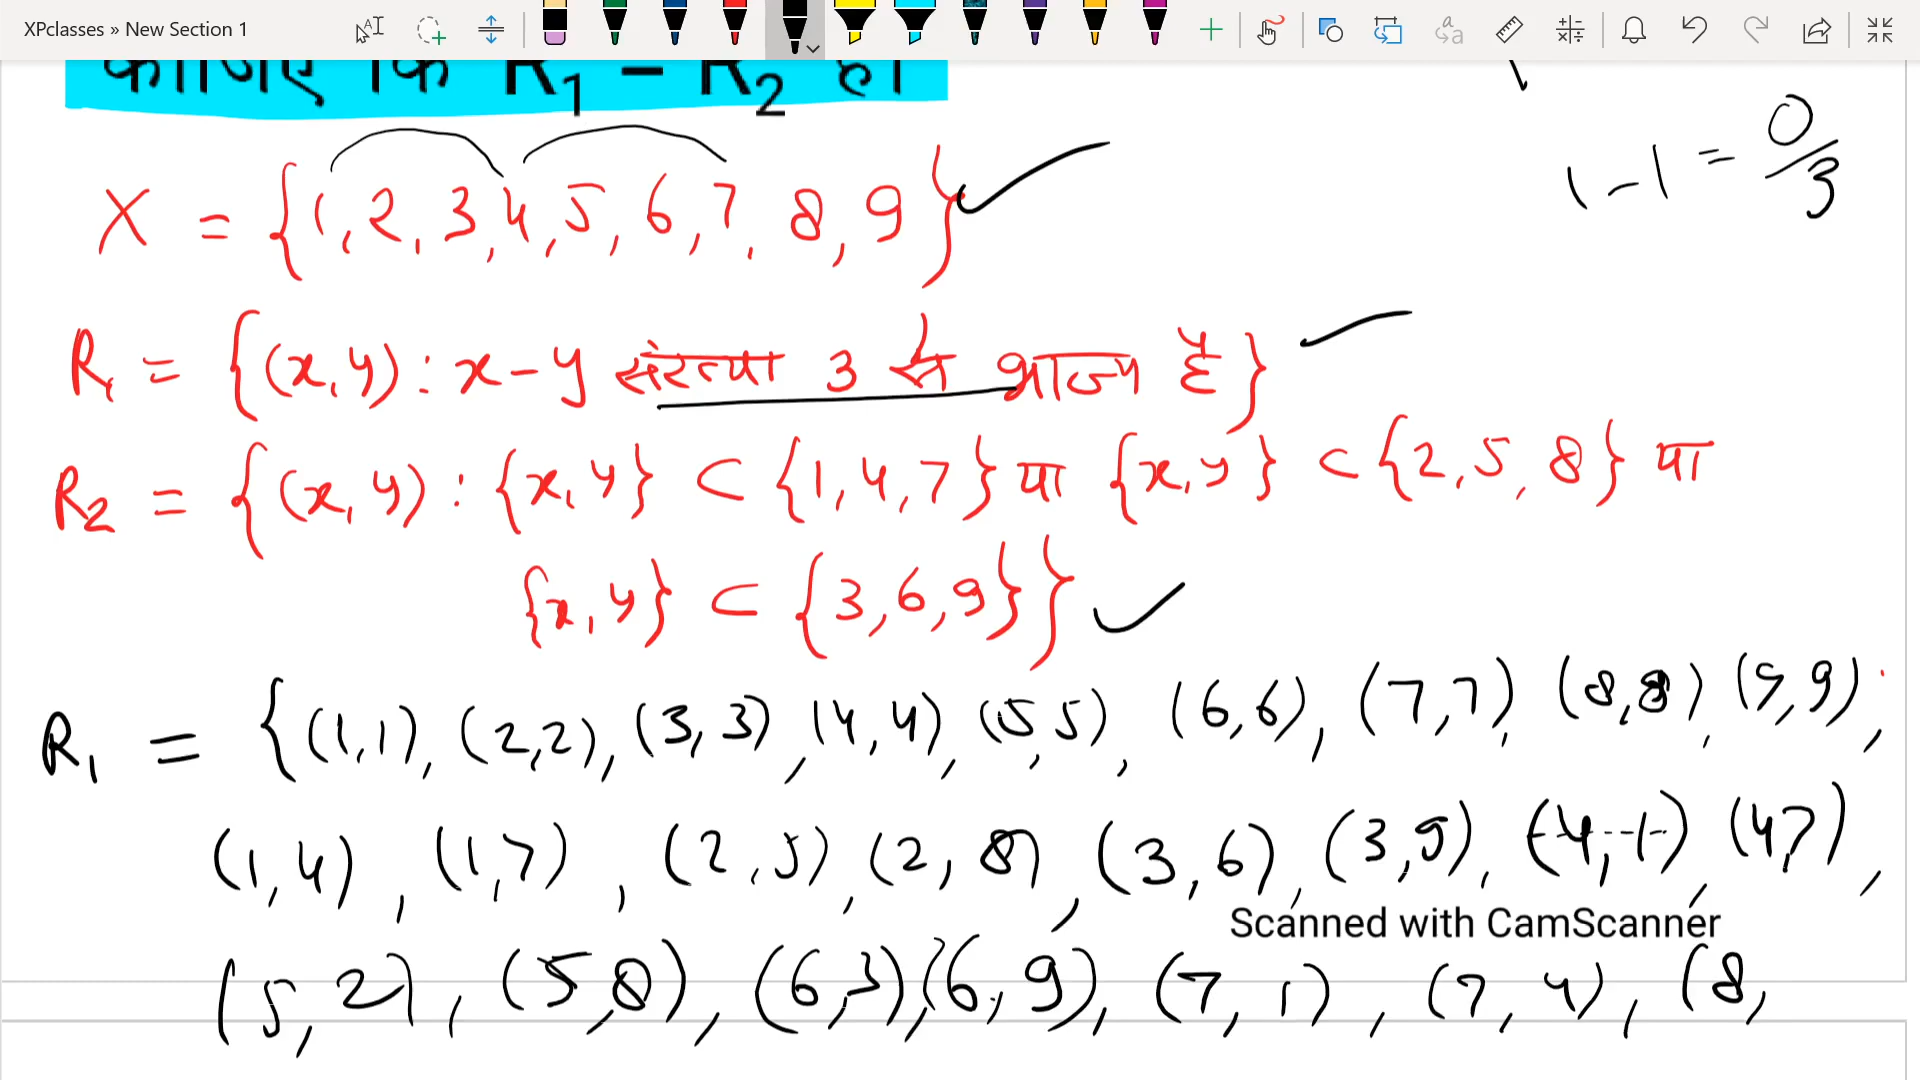 XPclasses » New Section 1
कीजिए कि R₁ = R₂ है।
1-1 = 0/3
X = {1, 2, 3, 4, 5, 6, 7, 8, 9}
R₁ = {(x, y) : x - y संख्या 3 से भाज्य है}
R₂ = {(x, y) : {x, y} ⊂ {1, 4, 7} या {x, y} ⊂ {2, 5, 8} या
{x, y} ⊂ {3, 6, 9}}
R₁ = {(1,1), (2,2), (3,3), (4,4), (5,5), (6,6), (7,7), (8,8), (9,9),
(1,4), (1,7), (2,5), (2,8), (3,6), (3,9), (4,1), (4,7),
Scanned with CamScanner
(5,2), (5,8), (6,3), (6,9), (7,1), (7,4), (8,